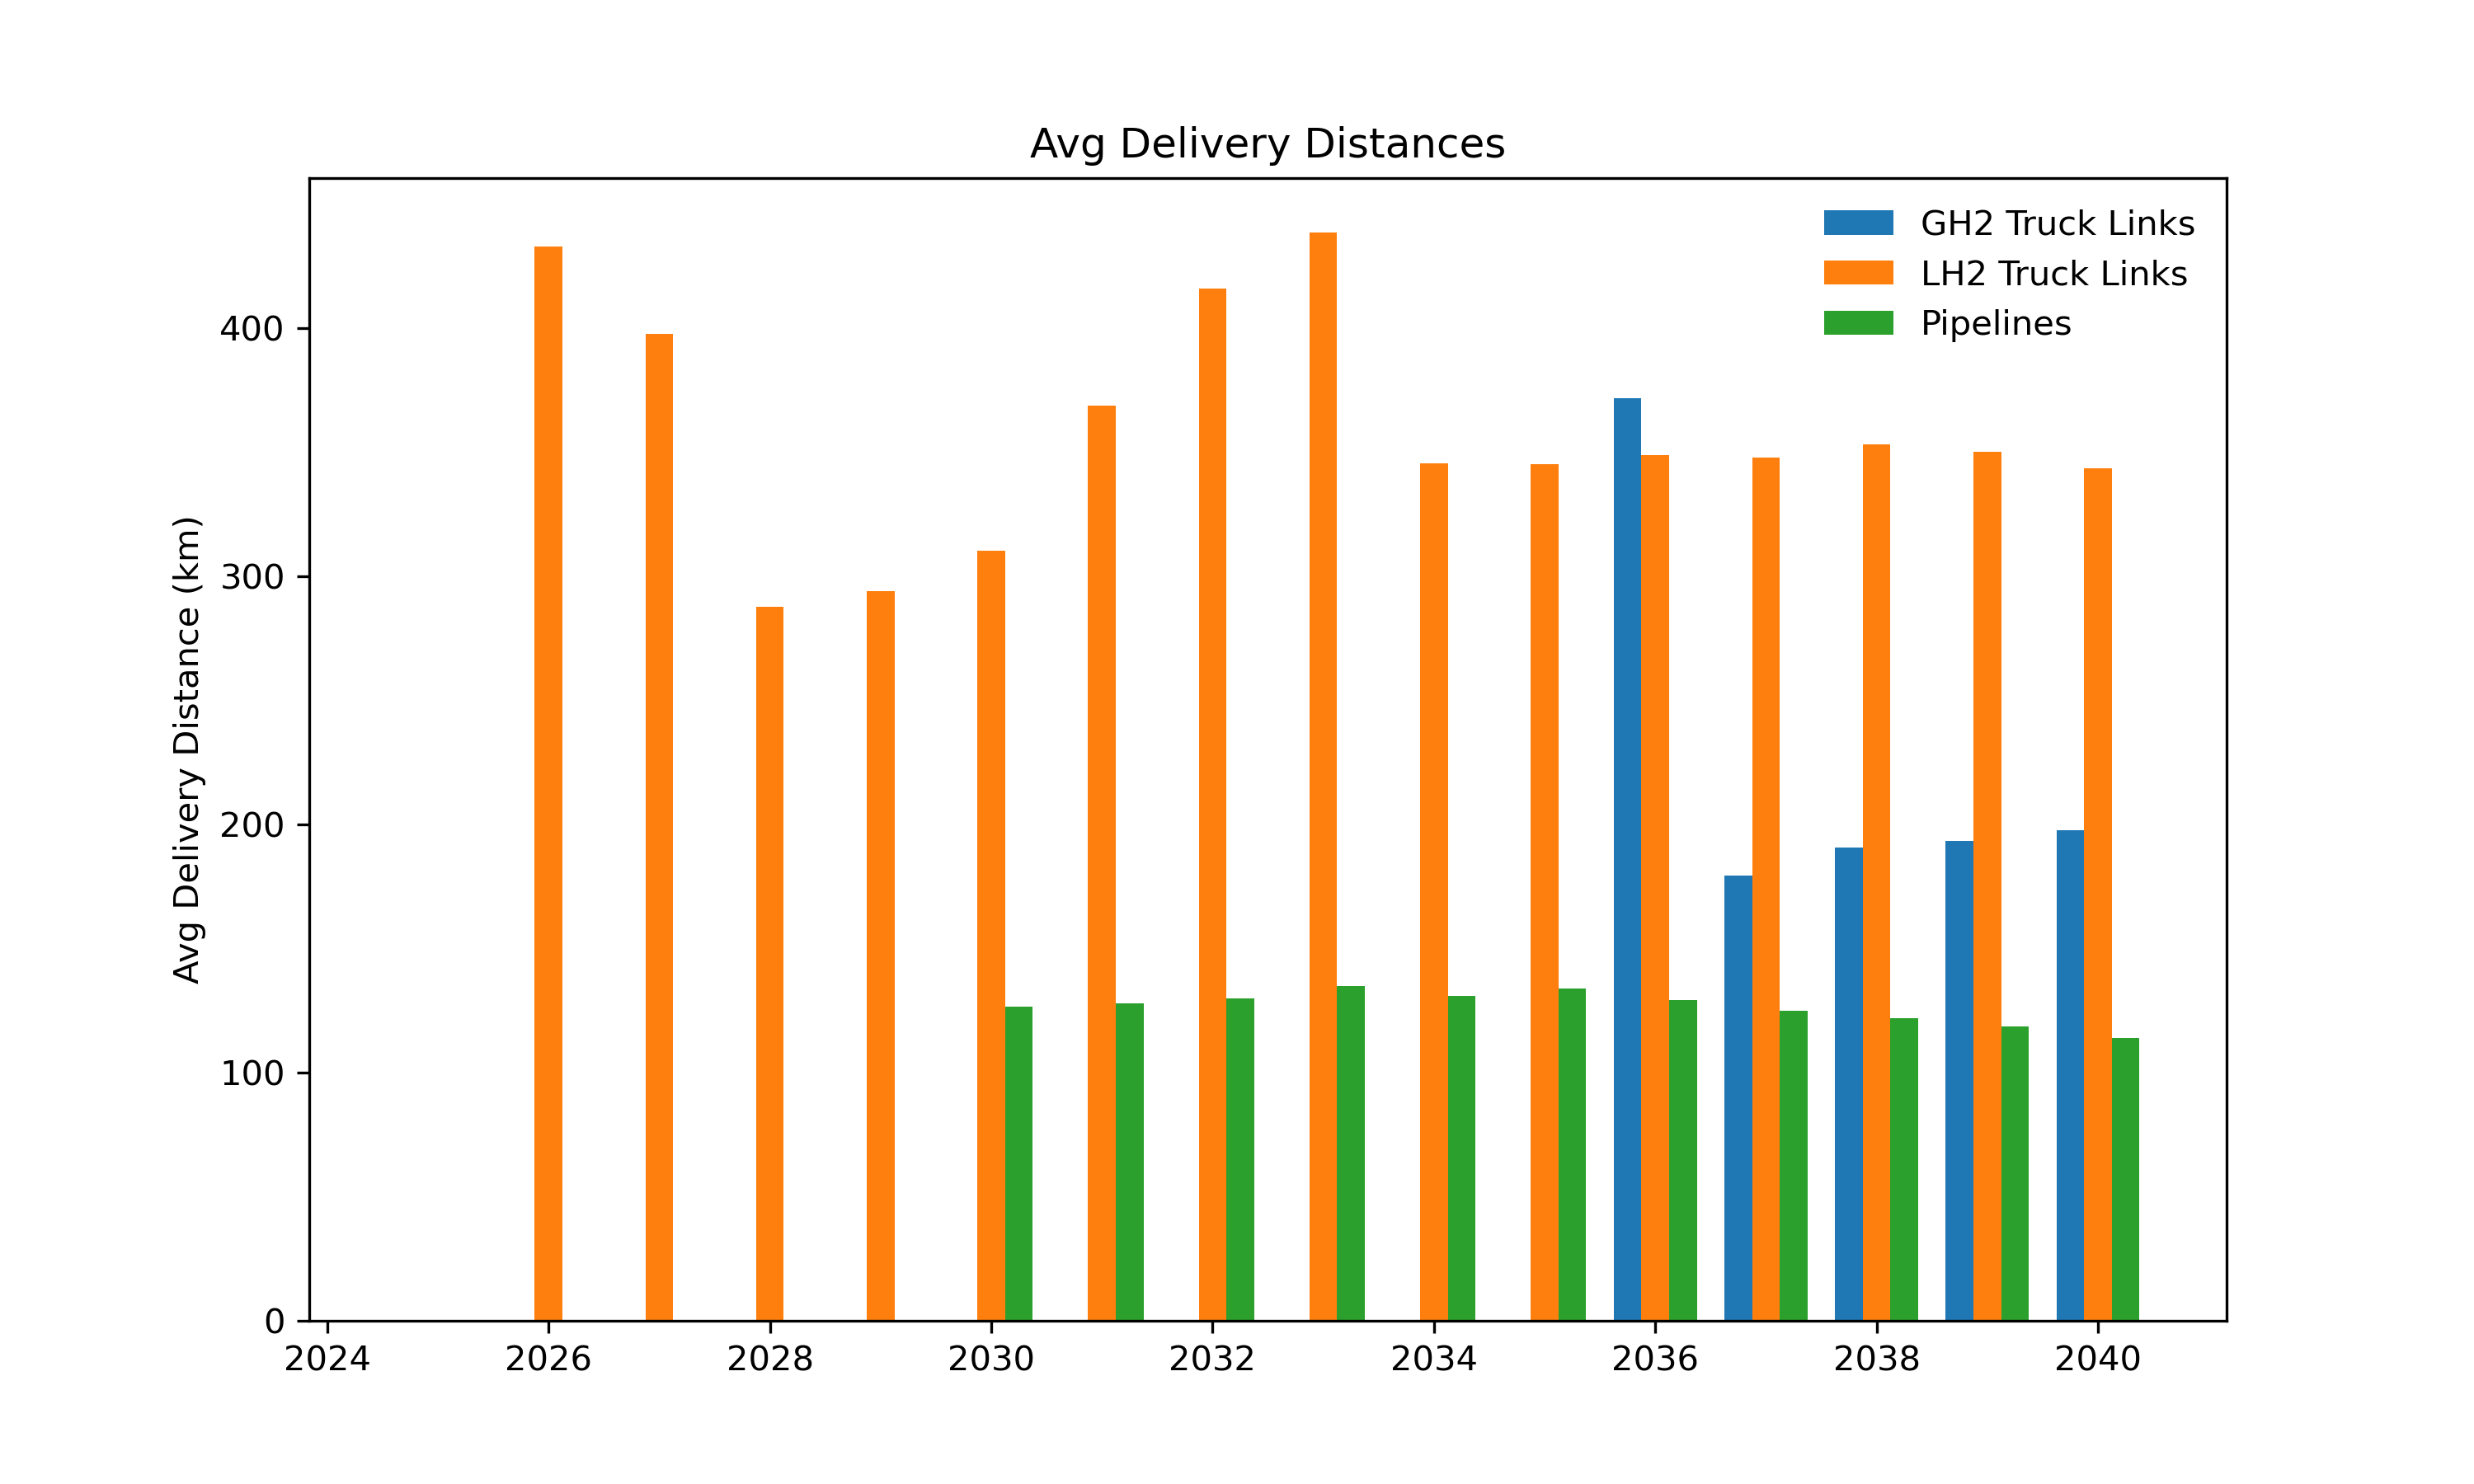 Avg Delivery Distances
GH2 Truck Links
LH2 Truck Links
Pipelines
Avg Delivery Distance (km)
400
300
200
100
0
2024 2026 2028 2030 2032 2034 2036 2038 2040